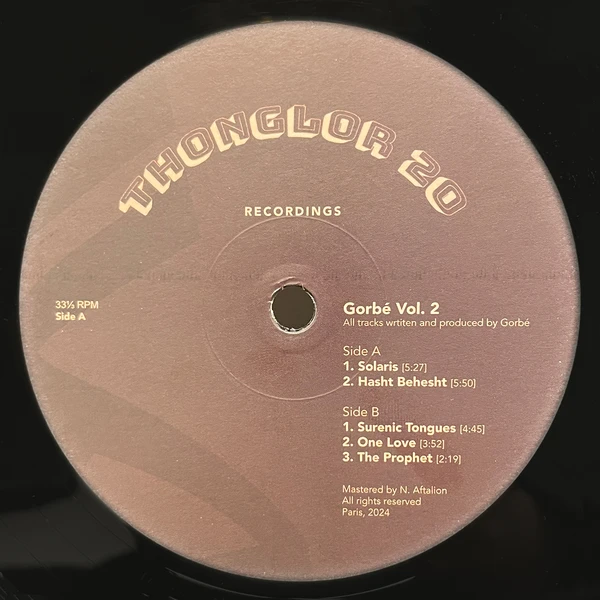 THONGLOR 20
RECORDINGS
33⅓ RPM
Side A
Gorbé Vol. 2
All tracks wrtiten and produced by Gorbé
Side A
1. Solaris [5:27]
2. Hasht Behesht [5:50]
Side B
1. Surenic Tongues [4:45]
2. One Love [3:52]
3. The Prophet [2:19]
Mastered by N. Aftalion
All rights reserved
Paris, 2024